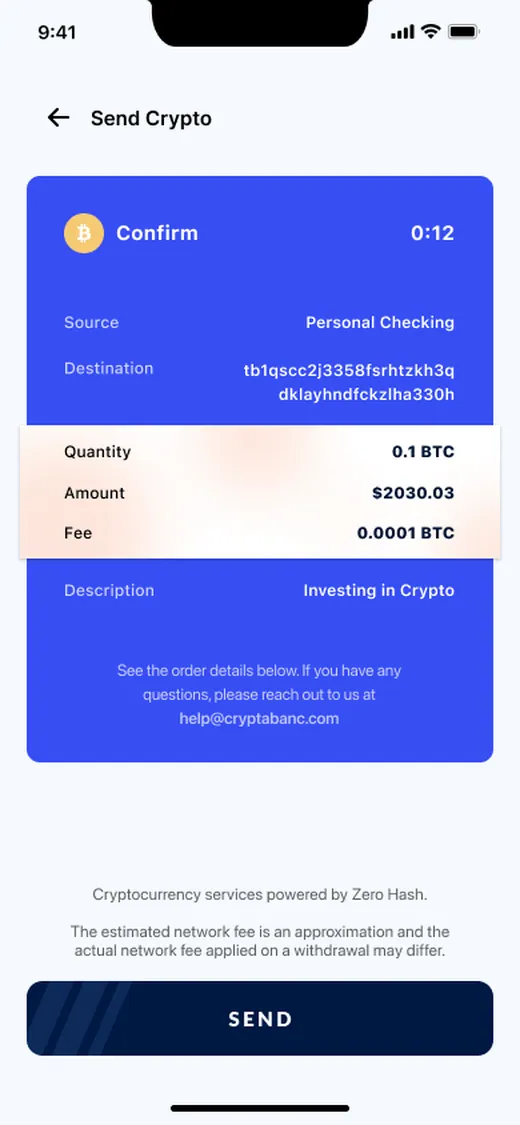 9:41
Send Crypto
Confirm 0:12
Source Personal Checking
Destination tb1qscc2j3358fsrhtzkh3q
dklayhndfckzlha330h
Quantity 0.1 BTC
Amount $2030.03
Fee 0.0001 BTC
Description Investing in Crypto
See the order details below. If you have any
questions, please reach out to us at
help@cryptabanc.com
Cryptocurrency services powered by Zero Hash.
The estimated network fee is an approximation and the
actual network fee applied on a withdrawal may differ.
SEND